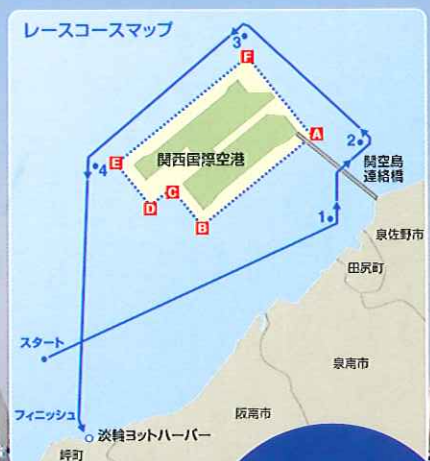 レースコースマップ
3
F
A
2
関西国際空港
関空島
連絡橋
E
4
C
D
B
1
泉佐野市
田尻町
スタート
泉南市
フィニッシュ
阪南市
淡輪ヨットハーバー
岬町